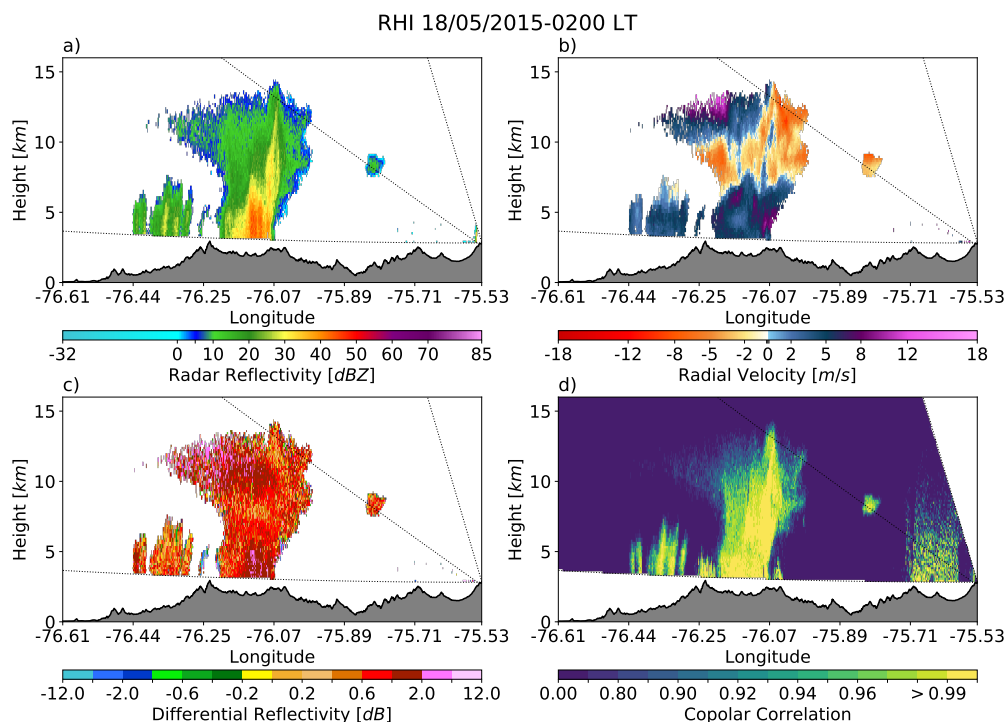 RHI 18/05/2015-0200 LT
a)
b)
15
10
5
0
Height [km]
-76.61 -76.44 -76.25 -76.07 -75.89 -75.71 -75.53
Longitude
15
10
5
0
Height [km]
-76.61 -76.44 -76.25 -76.07 -75.89 -75.71 -75.53
Longitude
-32 0 10 20 30 40 50 60 70 85
Radar Reflectivity [dBZ]
-18 -12 -8 -5 -2 0 2 5 8 12 18
Radial Velocity [m/s]
c)
d)
15
10
5
0
Height [km]
-76.61 -76.44 -76.25 -76.07 -75.89 -75.71 -75.53
Longitude
15
10
5
0
Height [km]
-76.61 -76.44 -76.25 -76.07 -75.89 -75.71 -75.53
Longitude
-12.0 -2.0 -0.6 -0.2 0.2 0.6 2.0 12.0
Differential Reflectivity [dB]
0.00 0.80 0.90 0.92 0.94 0.96 > 0.99
Copolar Correlation